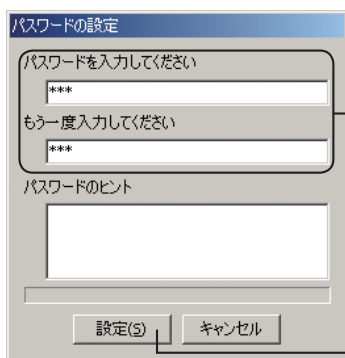 パスワードの設定
パスワードを入力してください
***
もう一度入力してください
***
パスワードのヒント
設定(S)
キャンセル